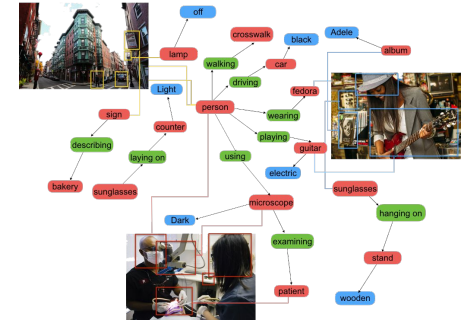 off
crosswalk
black
Adele
lamp
walking
car
album
driving
Light
person
fedora
sign
counter
wearing
describing
playing
guitar
laying on
using
electric
bakery
sunglasses
sunglasses
microscope
hanging on
Dark
examining
stand
patient
wooden